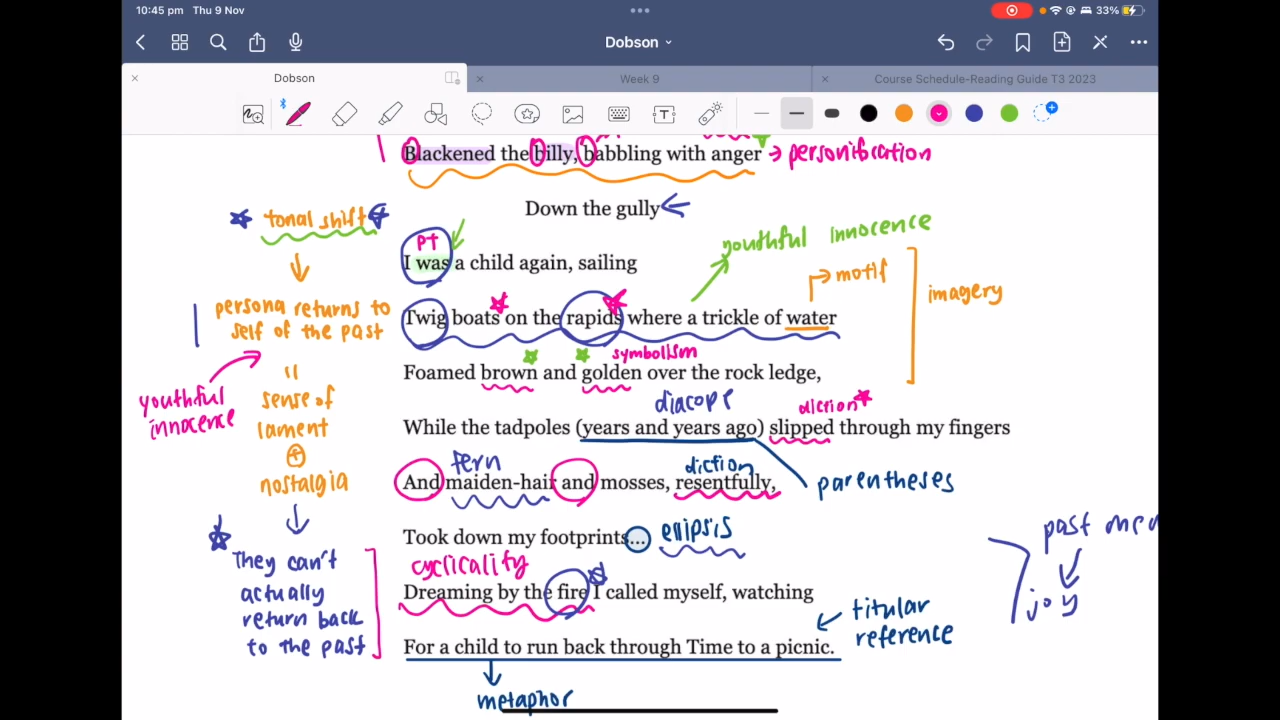 10:45 pm Thu 9 Nov
33%
Dobson
Dobson
Week 9
Course Schedule-Reading Guide T3 2023
Blackened the billy, babbling with anger → personification
Down the gully
tonal shift
youthful innocence
PT
I was a child again, sailing
motif
imagery
persona returns to
self of the past
Twig boats on the rapids where a trickle of water
symbolism
Foamed brown and golden over the rock ledge,
youthful
innocence
sense of
lament
+
nostalgia
diacope
diction
While the tadpoles (years and years ago) slipped through my fingers
fern
diction
parentheses
And maiden-hair and mosses, resentfully,
Took down my footprints... ellipsis
past mem
joy
They can't
actually
return back
to the past
cyclicality
Dreaming by the fire I called myself, watching
titular
reference
For a child to run back through Time to a picnic.
metaphor